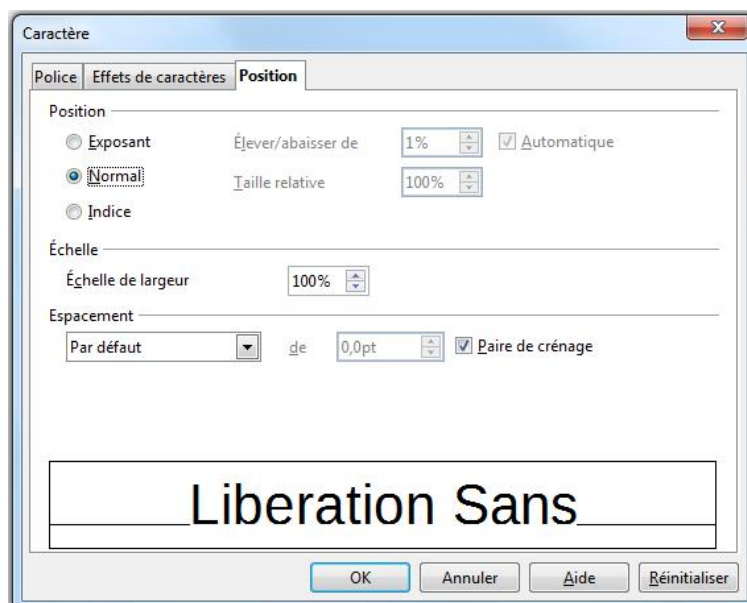 Caractère
Police Effets de caractères Position
Position
Exposant Élever/abaisser de 1% Automatique
Normal Taille relative 100%
Indice
Échelle
Échelle de largeur 100%
Espacement
Par défaut de 0,0pt Paire de crénage
Liberation Sans
OK Annuler Aide Réinitialiser